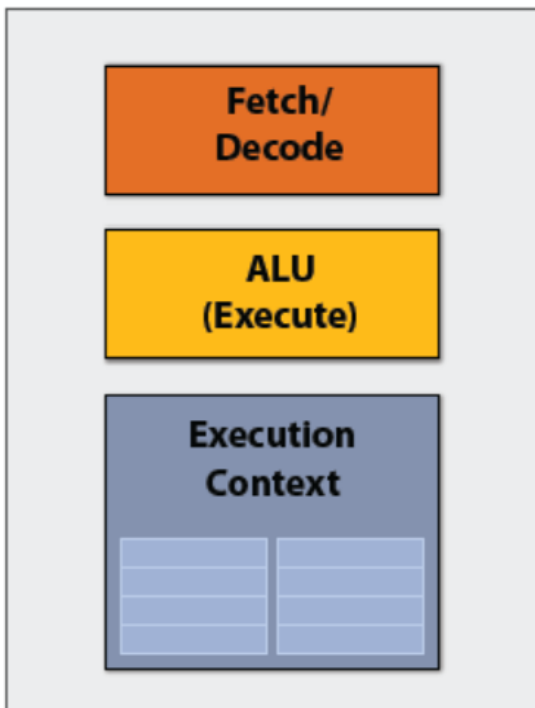 Fetch/
Decode
ALU
(Execute)
Execution
Context